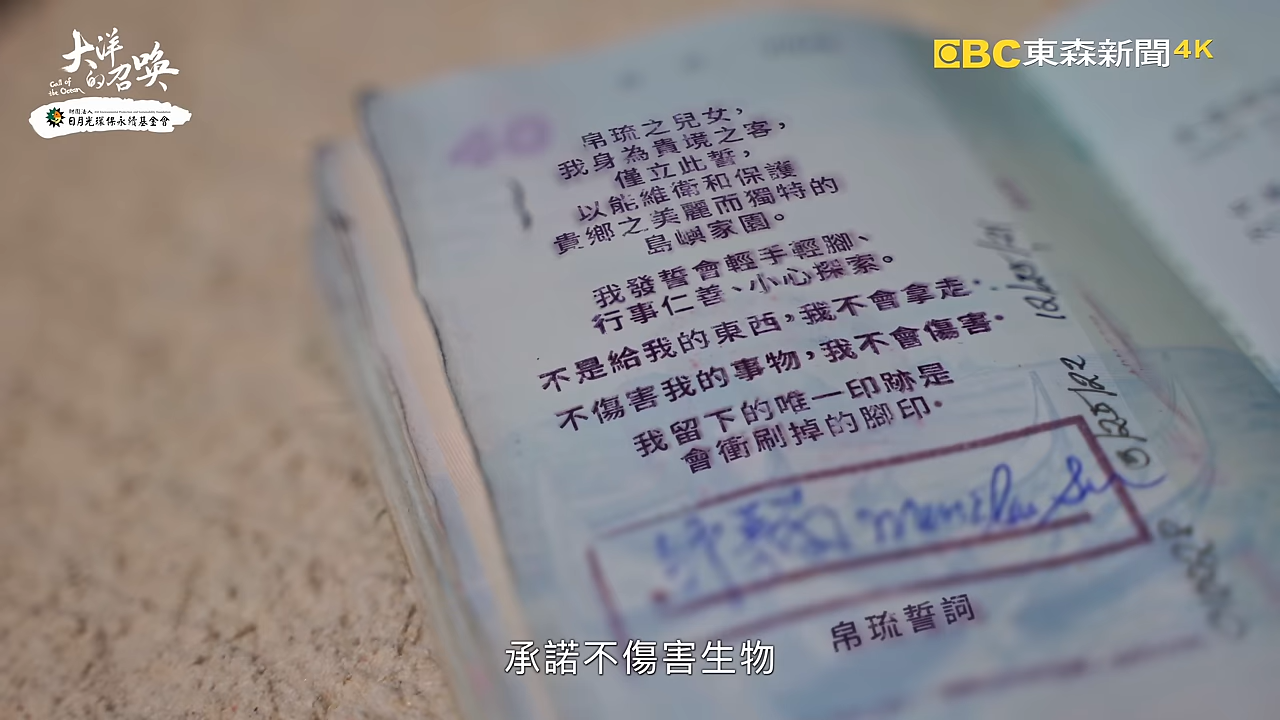 大洋的召喚
Call of the Ocean
財團法人
日月光環保永續基金會
EBC東森新聞4K
40
帛琉之兒女，
我身為貴境之客，
僅立此誓，
以能維衛和保護
貴鄉之美麗而獨特的
島嶼家園。
我發誓會輕手輕腳、
行事仁善、小心探索。
不是給我的東西，我不會拿走.
不傷害我的事物，我不會傷害.
我留下的唯一印跡是
會衝刷掉的腳印.
帛琉誓詞
承諾不傷害生物